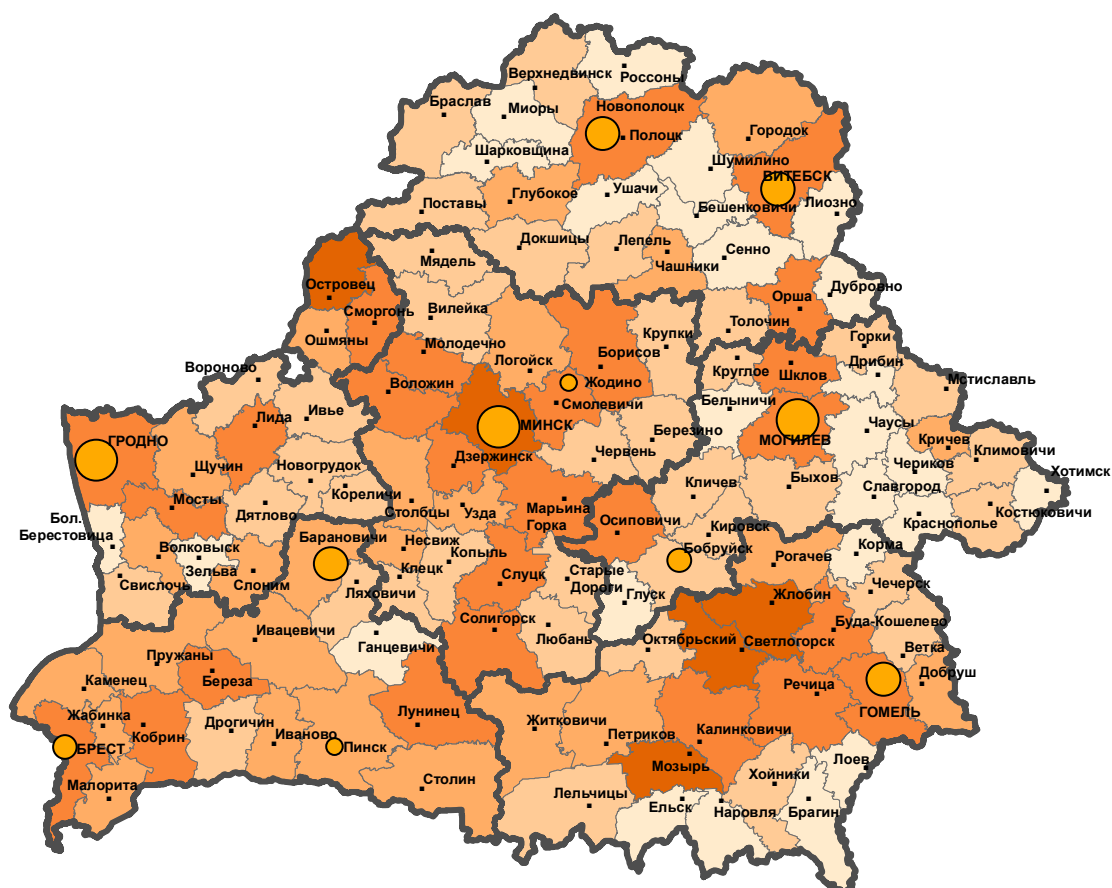 Верхнедвинск
Россоны
Браслав
Миоры
Новополоцк
Полоцк
Городок
Шарковщина
Шумилино
ВИТЕБСК
Глубокое
Ушачи
Поставы
Бешенковичи
Лиозно
Докшицы
Лепель
Сенно
Мядель
Чашники
Островец
Дубровно
Орша
Сморгонь
Вилейка
Толочин
Крупки
Горки
Ошмяны
Молодечно
Логойск
Борисов
Дрибин
Вороново
Круглое
Шклов
Воложин
Жодино
Мстиславль
Смолевичи
Белыничи
Ивье
Лида
МИНСК
Березино
Чаусы
ГРОДНО
МОГИЛЕВ
Кричев
Климовичи
Дзержинск
Червень
Щучин
Новогрудок
Чериков
Хотимск
Кореличи
Кличев
Быхов
Славгород
Мосты
Столбцы
Узда
Марьина
Горка
Костюковичи
Дятлово
Осиповичи
Краснополье
Бол.
Берестовица
Кировск
Барановичи
Несвиж
Копыль
Волковыск
Бобруйск
Рогачев
Корма
Зельва
Клецк
Слуцк
Старые
Дороги
Свислочь
Слоним
Ляховичи
Глуск
Жлобин
Чечерск
Солигорск
Буда-Кошелево
Ивацевичи
Любань
Октябрьский
Светлогорск
Ганцевичи
Ветка
Пружаны
Добруш
Каменец
Береза
Речица
Лунинец
ГОМЕЛЬ
Жабинка
Дрогичин
Житковичи
Калинковичи
Кобрин
Иваново
Петриков
БРЕСТ
Пинск
Мозырь
Лоев
Столин
Хойники
Малорита
Лельчицы
Ельск
Наровля
Брагин